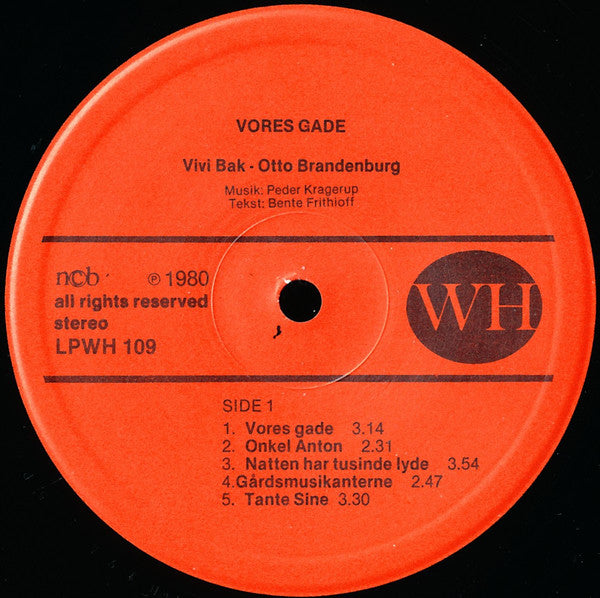 VORES GADE
Vivi Bak - Otto Brandenburg
Musik: Peder Kragerup
Tekst: Bente Frithioff
ncb ℗ 1980
all rights reserved
stereo
LPWH 109
WH
SIDE 1
1. Vores gade 3.14
2. Onkel Anton 2.31
3. Natten har tusinde lyde 3.54
4.Gårdsmusikanterne 2.47
5. Tante Sine 3.30